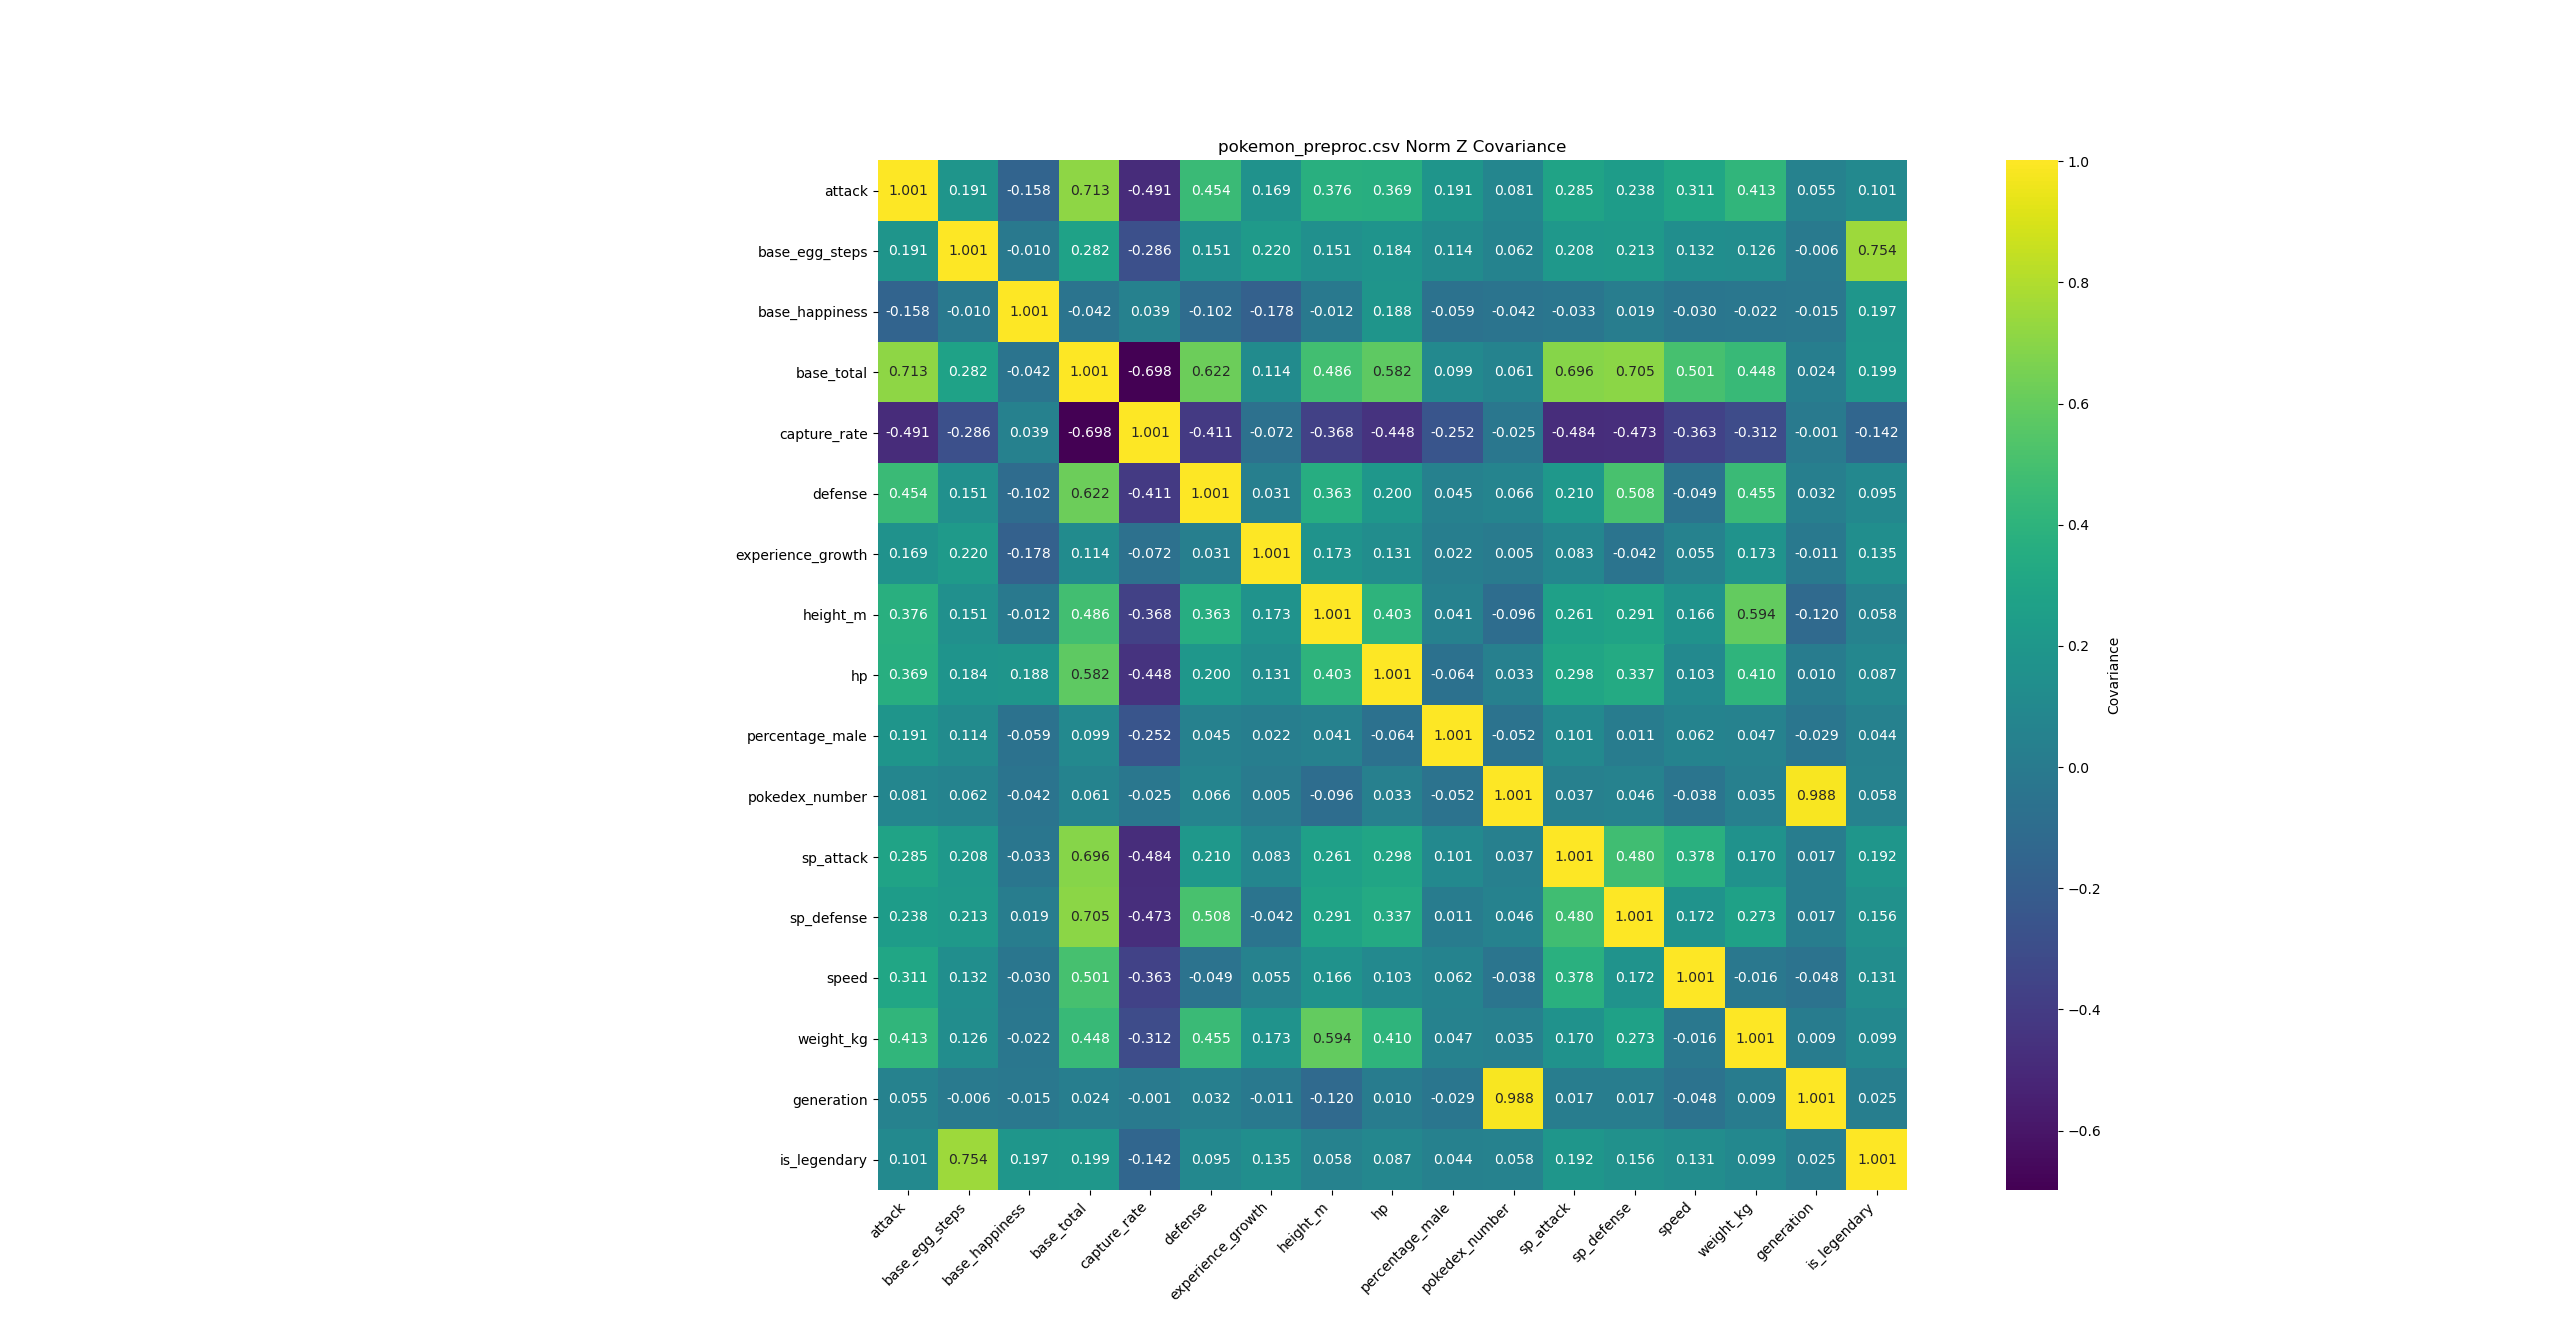 pokemon_preproc.csv Norm Z Covariance
attack 1.001 0.191 -0.158 0.713 -0.491 0.454 0.169 0.376 0.369 0.191 0.081 0.285 0.238 0.311 0.413 0.055 0.101
base_egg_steps 0.191 1.001 -0.010 0.282 -0.286 0.151 0.220 0.151 0.184 0.114 0.062 0.208 0.213 0.132 0.126 -0.006 0.754
base_happiness -0.158 -0.010 1.001 -0.042 0.039 -0.102 -0.178 -0.012 0.188 -0.059 -0.042 -0.033 0.019 -0.030 -0.022 -0.015 0.197
base_total 0.713 0.282 -0.042 1.001 -0.698 0.622 0.114 0.486 0.582 0.099 0.061 0.696 0.705 0.501 0.448 0.024 0.199
capture_rate -0.491 -0.286 0.039 -0.698 1.001 -0.411 -0.072 -0.368 -0.448 -0.252 -0.025 -0.484 -0.473 -0.363 -0.312 -0.001 -0.142
defense 0.454 0.151 -0.102 0.622 -0.411 1.001 0.031 0.363 0.200 0.045 0.066 0.210 0.508 -0.049 0.455 0.032 0.095
experience_growth 0.169 0.220 -0.178 0.114 -0.072 0.031 1.001 0.173 0.131 0.022 0.005 0.083 -0.042 0.055 0.173 -0.011 0.135
height_m 0.376 0.151 -0.012 0.486 -0.368 0.363 0.173 1.001 0.403 0.041 -0.096 0.261 0.291 0.166 0.594 -0.120 0.058
hp 0.369 0.184 0.188 0.582 -0.448 0.200 0.131 0.403 1.001 -0.064 0.033 0.298 0.337 0.103 0.410 0.010 0.087
percentage_male 0.191 0.114 -0.059 0.099 -0.252 0.045 0.022 0.041 -0.064 1.001 -0.052 0.101 0.011 0.062 0.047 -0.029 0.044
pokedex_number 0.081 0.062 -0.042 0.061 -0.025 0.066 0.005 -0.096 0.033 -0.052 1.001 0.037 0.046 -0.038 0.035 0.988 0.058
sp_attack 0.285 0.208 -0.033 0.696 -0.484 0.210 0.083 0.261 0.298 0.101 0.037 1.001 0.480 0.378 0.170 0.017 0.192
sp_defense 0.238 0.213 0.019 0.705 -0.473 0.508 -0.042 0.291 0.337 0.011 0.046 0.480 1.001 0.172 0.273 0.017 0.156
speed 0.311 0.132 -0.030 0.501 -0.363 -0.049 0.055 0.166 0.103 0.062 -0.038 0.378 0.172 1.001 -0.016 -0.048 0.131
weight_kg 0.413 0.126 -0.022 0.448 -0.312 0.455 0.173 0.594 0.410 0.047 0.035 0.170 0.273 -0.016 1.001 0.009 0.099
generation 0.055 -0.006 -0.015 0.024 -0.001 0.032 -0.011 -0.120 0.010 -0.029 0.988 0.017 0.017 -0.048 0.009 1.001 0.025
is_legendary 0.101 0.754 0.197 0.199 -0.142 0.095 0.135 0.058 0.087 0.044 0.058 0.192 0.156 0.131 0.099 0.025 1.001
attack
base_egg_steps
base_happiness
base_total
capture_rate
defense
experience_growth
height_m
hp
percentage_male
pokedex_number
sp_attack
sp_defense
speed
weight_kg
generation
is_legendary
1.0
0.8
0.6
0.4
0.2
0.0
−0.2
−0.4
−0.6
Covariance